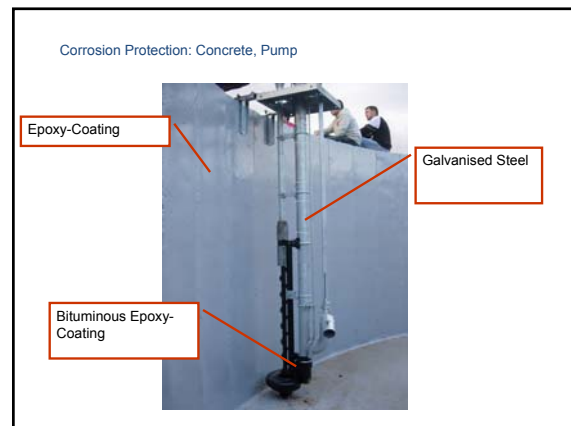 Corrosion Protection: Concrete, Pump
Epoxy-Coating
Galvanised Steel
Bituminous Epoxy-
Coating